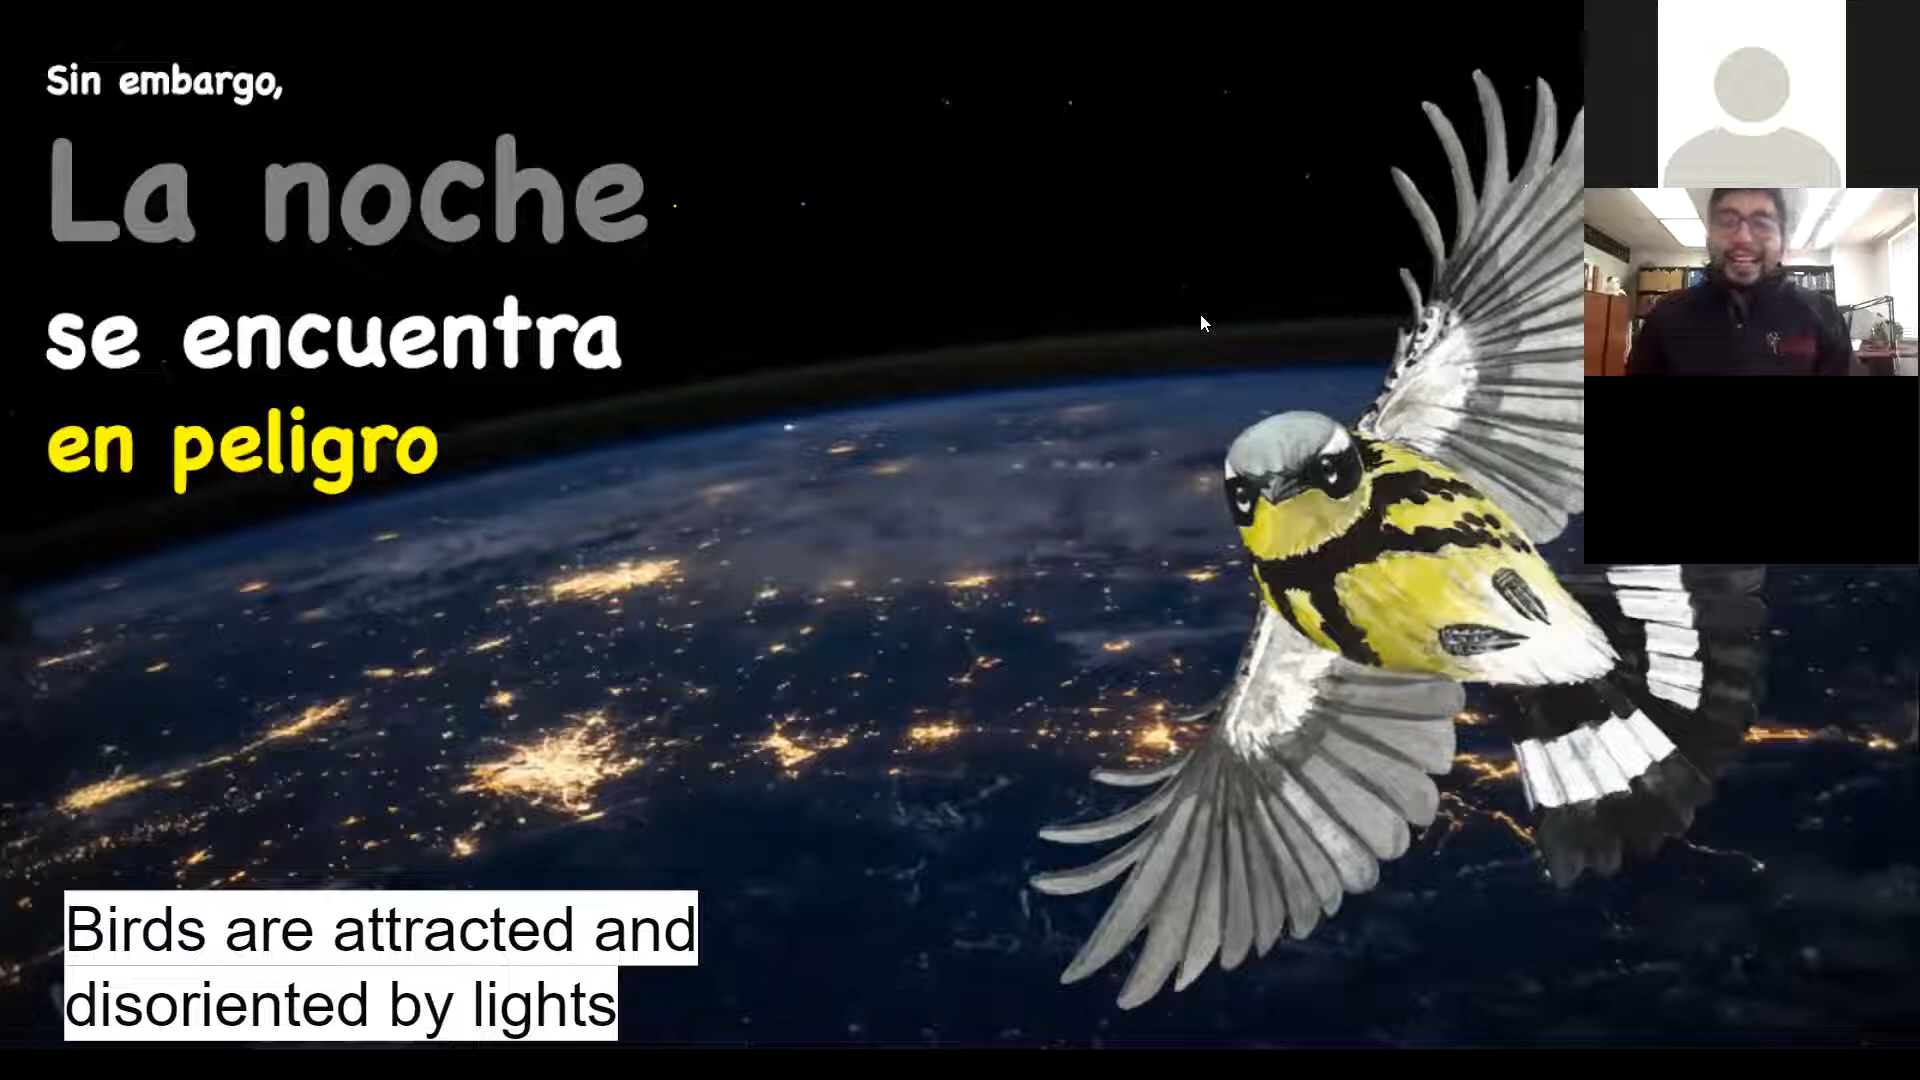 Sin embargo,
La noche
se encuentra
en peligro
Birds are attracted and
disoriented by lights